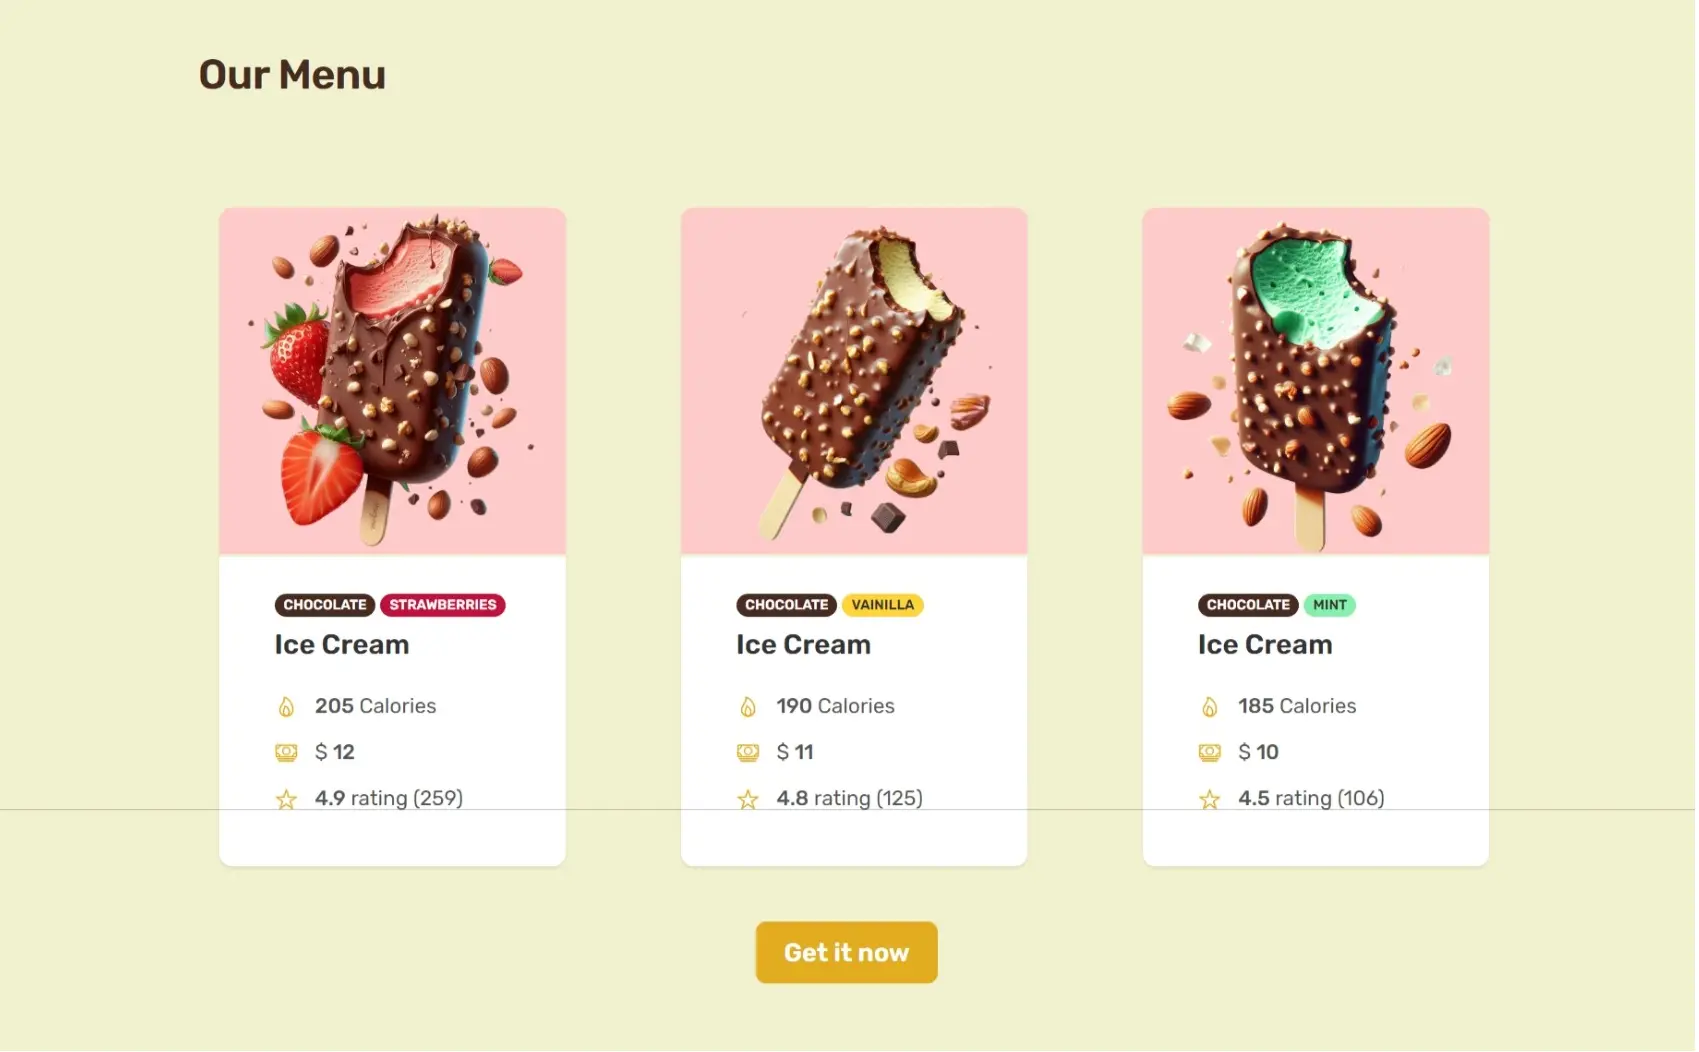 Our Menu
CHOCOLATE STRAWBERRIES
Ice Cream
205 Calories
$ 12
4.9 rating (259)
CHOCOLATE VAINILLA
Ice Cream
190 Calories
$ 11
4.8 rating (125)
CHOCOLATE MINT
Ice Cream
185 Calories
$ 10
4.5 rating (106)
Get it now